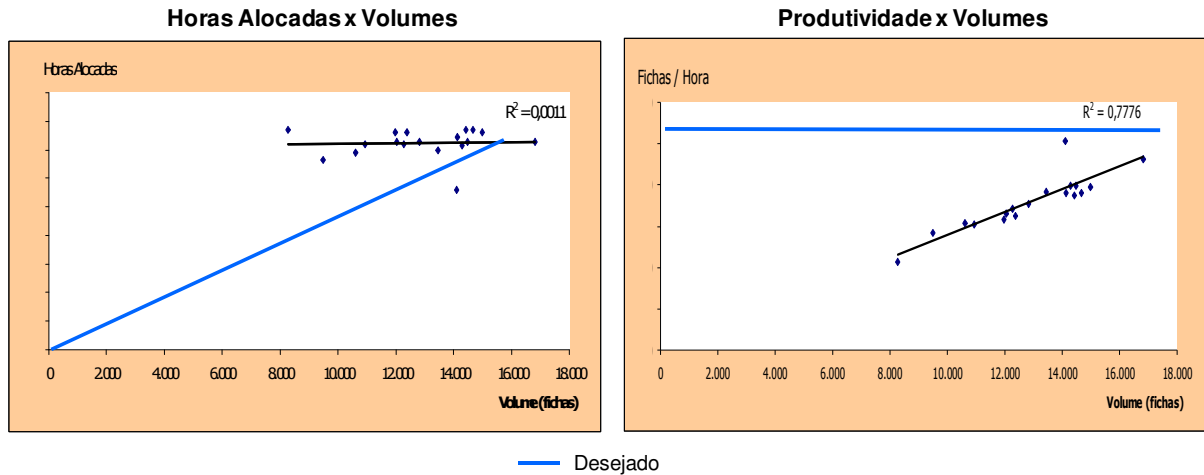 Horas Alocadas x Volumes
Horas Alocadas
R² = 0,0011
0 2.000 4.000 6.000 8.000 10.000 12.000 14.000 16.000 18.000
Volume (fichas)
Produtividade x Volumes
Fichas / Hora
R² = 0,7776
0 2.000 4.000 6.000 8.000 10.000 12.000 14.000 16.000 18.000
Volume (fichas)
Desejado